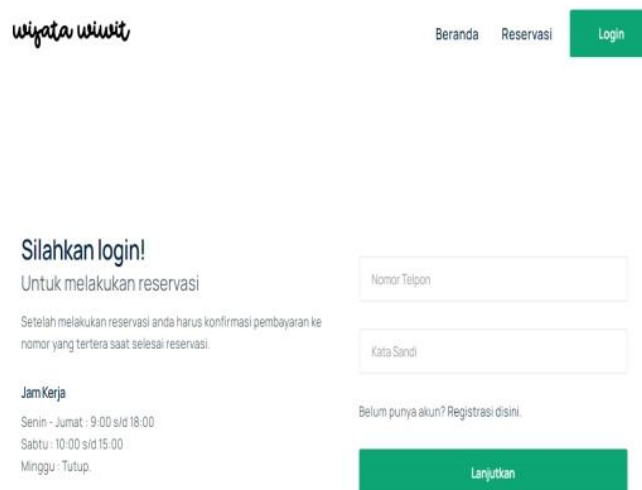 wijata wiwit
Beranda Reservasi Login
Silahkan login!
Untuk melakukan reservasi
Setelah melakukan reservasi anda harus konfirmasi pembayaran ke
nomor yang tertera saat selesai reservasi.
Jam Kerja
Senin - Jumat : 9:00 s/d 18:00
Sabtu : 10:00 s/d 15:00
Minggu : Tutup.
Nomor Telpon
Kata Sandi
Belum punya akun? Registrasi disini.
Lanjutkan